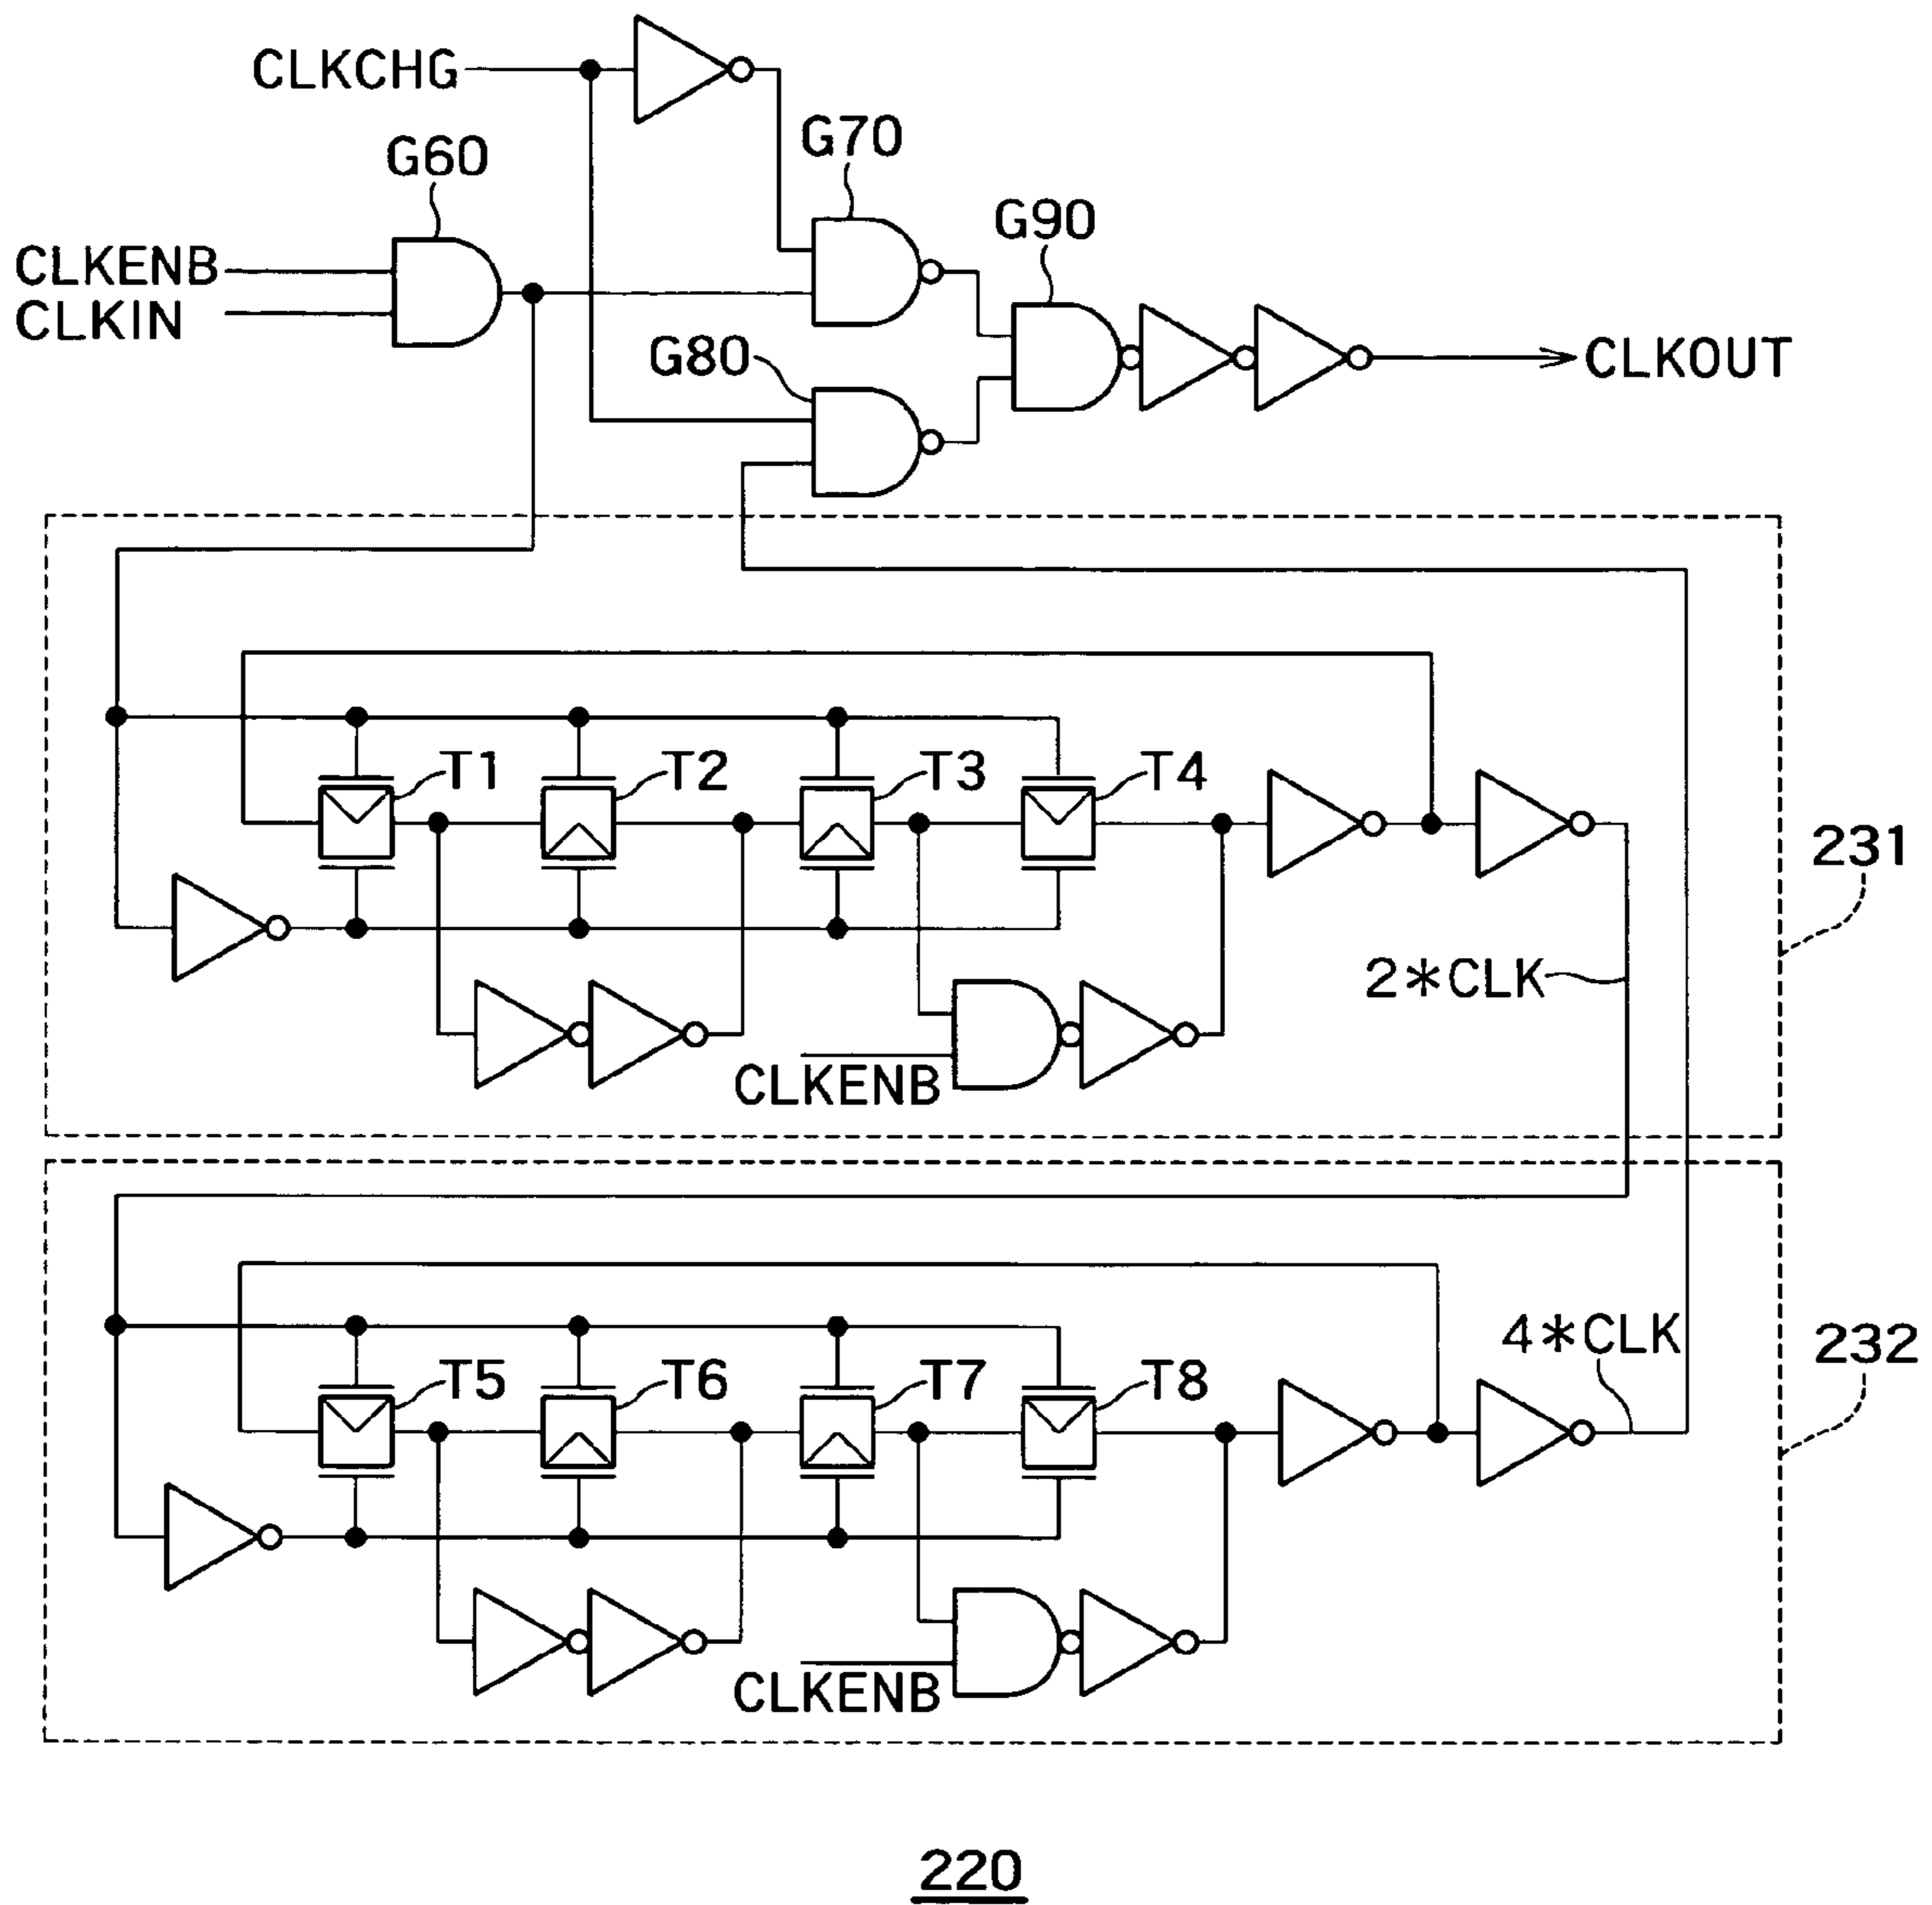 CLKCHG
G60
G70
G90
CLKENB
CLKIN
G80
CLKOUT
T1
T2
T3
T4
231
2*CLK
CLKENB
4*CLK
232
T5
T6
T7
T8
CLKENB
220